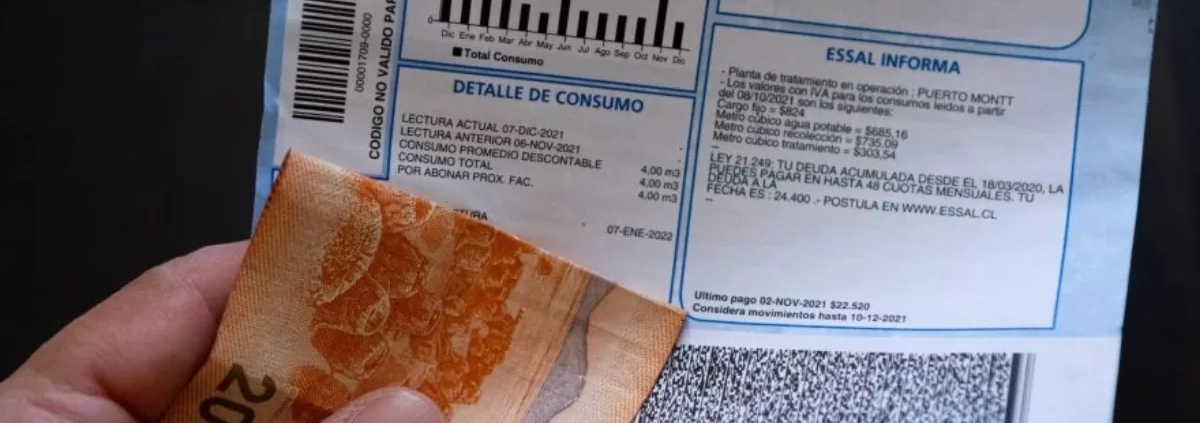 00001709-0000
CODIGO NO VALIDO PAR
0
Dic Ene Feb Mar Abr May Jun Jul Ago Sep Oct Nov Dic
Total Consumo
DETALLE DE CONSUMO
LECTURA ACTUAL 07-DIC-2021
LECTURA ANTERIOR 06-NOV-2021
CONSUMO PROMEDIO DESCONTABLE 4,00 m3
CONSUMO TOTAL 4,00 m3
POR ABONAR PROX. FAC. 4,00 m3
TURA
07-ENE-2022
ESSAL INFORMA
- Planta de tratamiento en operación : PUERTO MONTT
- Los valores con IVA para los consumos leidos a partir
del 08/10/2021 son los siguientes:
Cargo fijo = $824
Metro cúbico agua potable = $685,16
Metro cúbico recolección = $735,09
Metro cúbico tratamiento = $303,54
LEY 21.249: TU DEUDA ACUMULADA DESDE EL 18/03/2020, LA
PUEDES PAGAR EN HASTA 48 CUOTAS MENSUALES. TU
DEUDA A LA
FECHA ES : 24.400 .- POSTULA EN WWW.ESSAL.CL
Ultimo pago 02-NOV-2021 $22.520
Considera movimientos hasta 10-12-2021
20